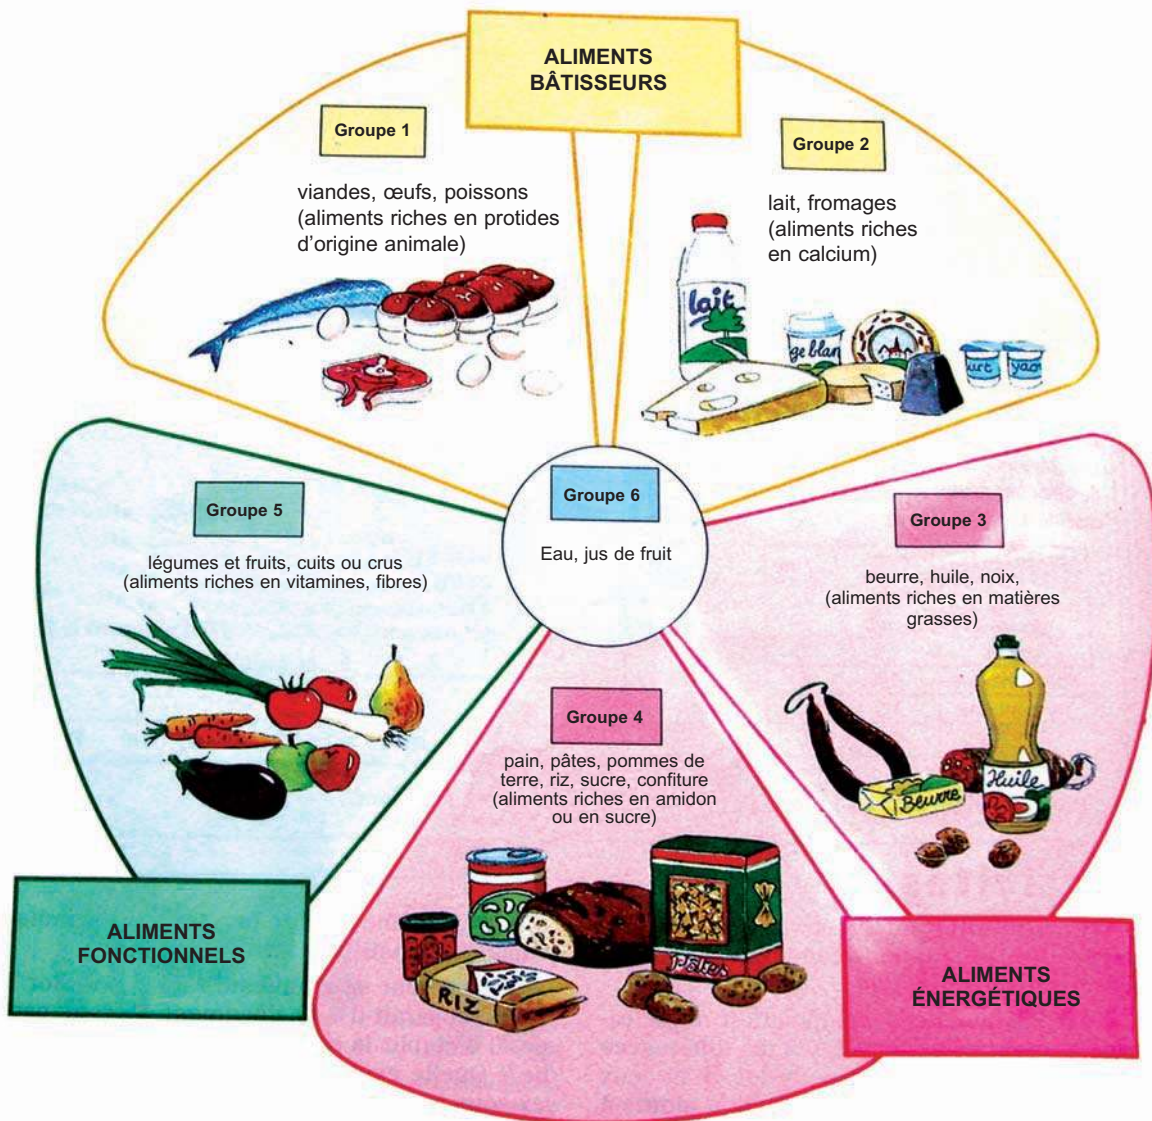 ALIMENTS
BÂTISSEURS
Groupe 1
viandes, œufs, poissons
(aliments riches en protides
d'origine animale)
Groupe 2
lait, fromages
(aliments riches
en calcium)
lait
ge blan
urt
yaou
Groupe 5
légumes et fruits, cuits ou crus
(aliments riches en vitamines, fibres)
Groupe 6
Eau, jus de fruit
Groupe 3
beurre, huile, noix,
(aliments riches en matières
grasses)
Huile
Beurre
Groupe 4
pain, pâtes, pommes de
terre, riz, sucre, confiture
(aliments riches en amidon
ou en sucre)
Pâtes
RIZ
ALIMENTS
FONCTIONNELS
ALIMENTS
ÉNERGÉTIQUES